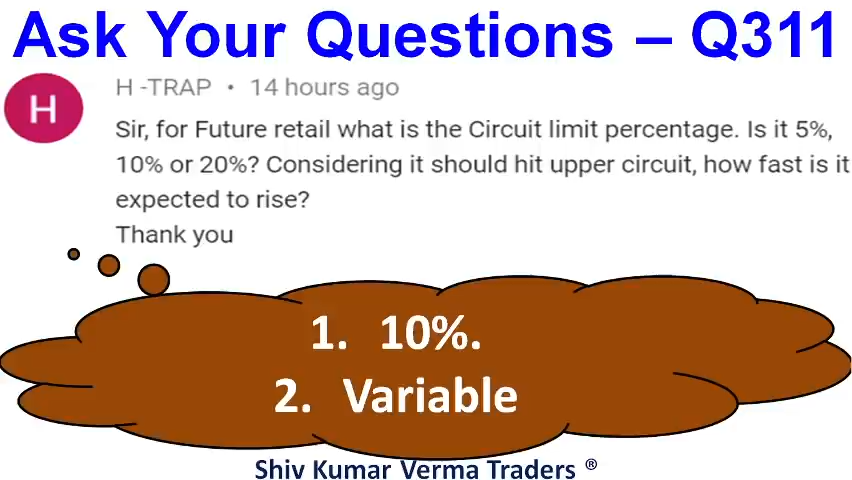 Ask Your Questions – Q311
H
H -TRAP • 14 hours ago
Sir, for Future retail what is the Circuit limit percentage. Is it 5%,
10% or 20%? Considering it should hit upper circuit, how fast is it
expected to rise?
Thank you
1. 10%.
2. Variable
Shiv Kumar Verma Traders ®